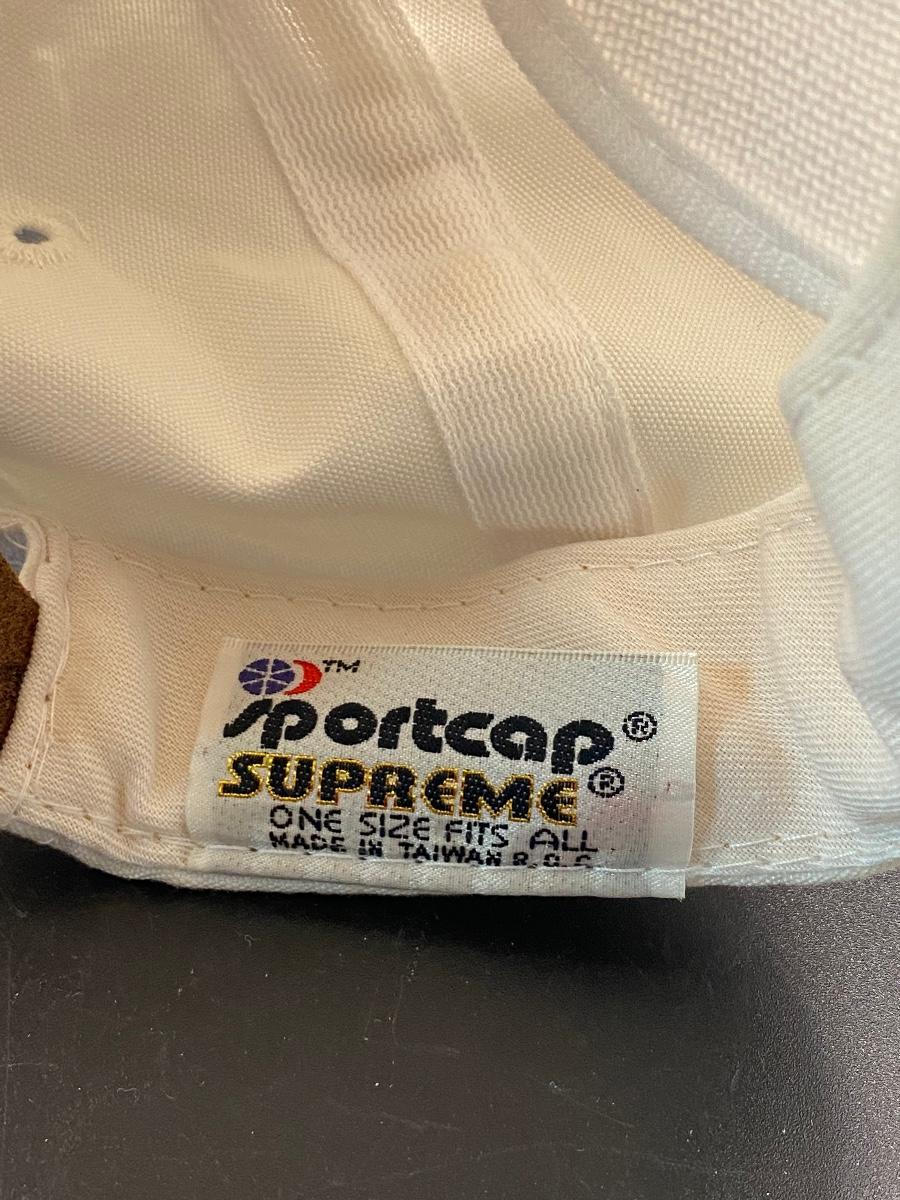 TM
sportcap®
SUPREME®
ONE SIZE FITS ALL
MADE IN TAIWAN R.O.C